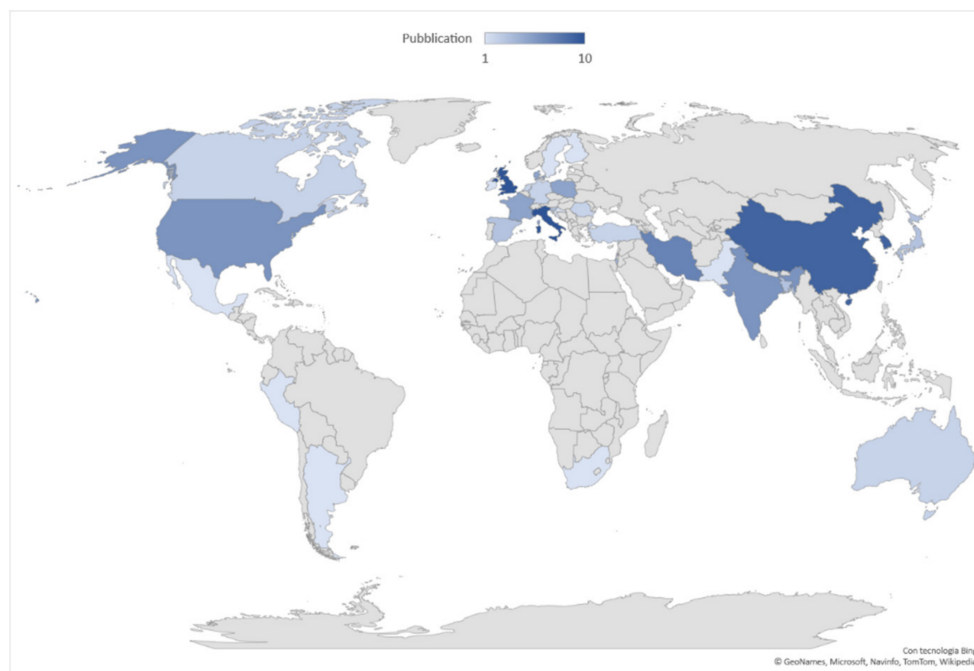 Pubblication
1 10
Con tecnologia Bing
© GeoNames, Microsoft, Navinfo, TomTom, Wikipedia